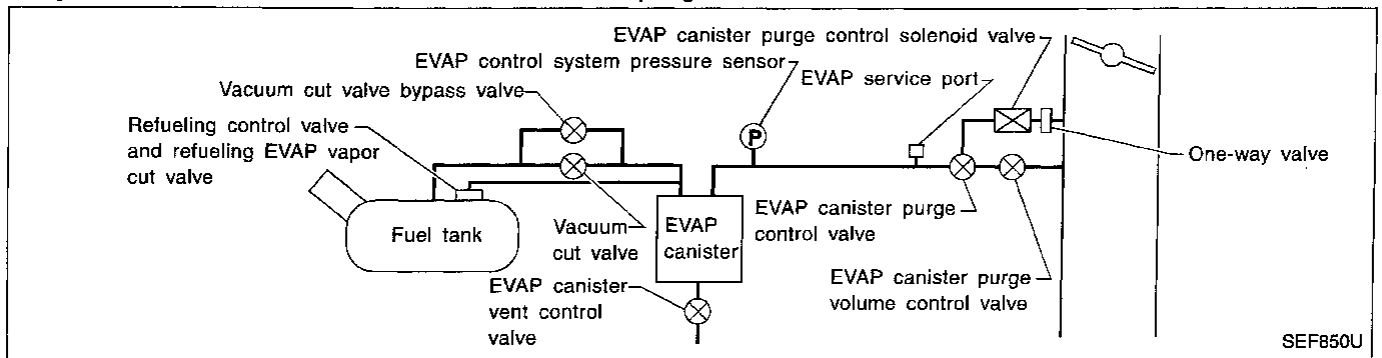 EVAP canister purge control solenoid valve
EVAP control system pressure sensor
EVAP service port
Vacuum cut valve bypass valve
Refueling control valve
and refueling EVAP vapor
cut valve
P
One-way valve
Fuel tank
Vacuum
cut valve
EVAP
canister
EVAP canister purge
control valve
EVAP canister
vent control
valve
EVAP canister purge
volume control valve
SEF850U